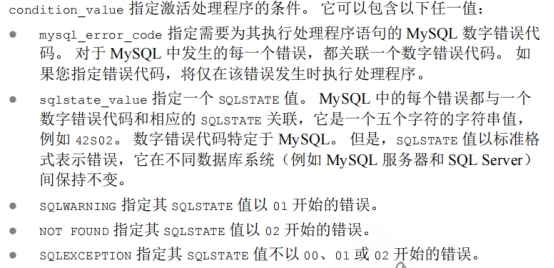 condition_value 指定激活处理程序的条件。 它可以包含以下任一值：
● mysql_error_code 指定需要为其执行处理程序语句的 MySQL 数字错误代
码。 对于 MySQL 中发生的每一个错误，都关联一个数字错误代码。 如
果您指定错误代码，将仅在该错误发生时执行处理程序。
● sqlstate_value 指定一个 SQLSTATE 值。 MySQL 中的每个错误都与一个
数字错误代码和相应的 SQLSTATE 关联，它是一个五个字符的字符串值，
例如 42S02。 数字错误代码特定于 MySQL。 但是，SQLSTATE 值以标准格
式表示错误，它在不同数据库系统（例如 MySQL 服务器和 SQL Server）
间保持不变。
● SQLWARNING 指定其 SQLSTATE 值以 01 开始的错误。
● NOT FOUND 指定其 SQLSTATE 值以 02 开始的错误。
● SQLEXCEPTION 指定其 SQLSTATE 值不以 00、01 或 02 开始的错误。